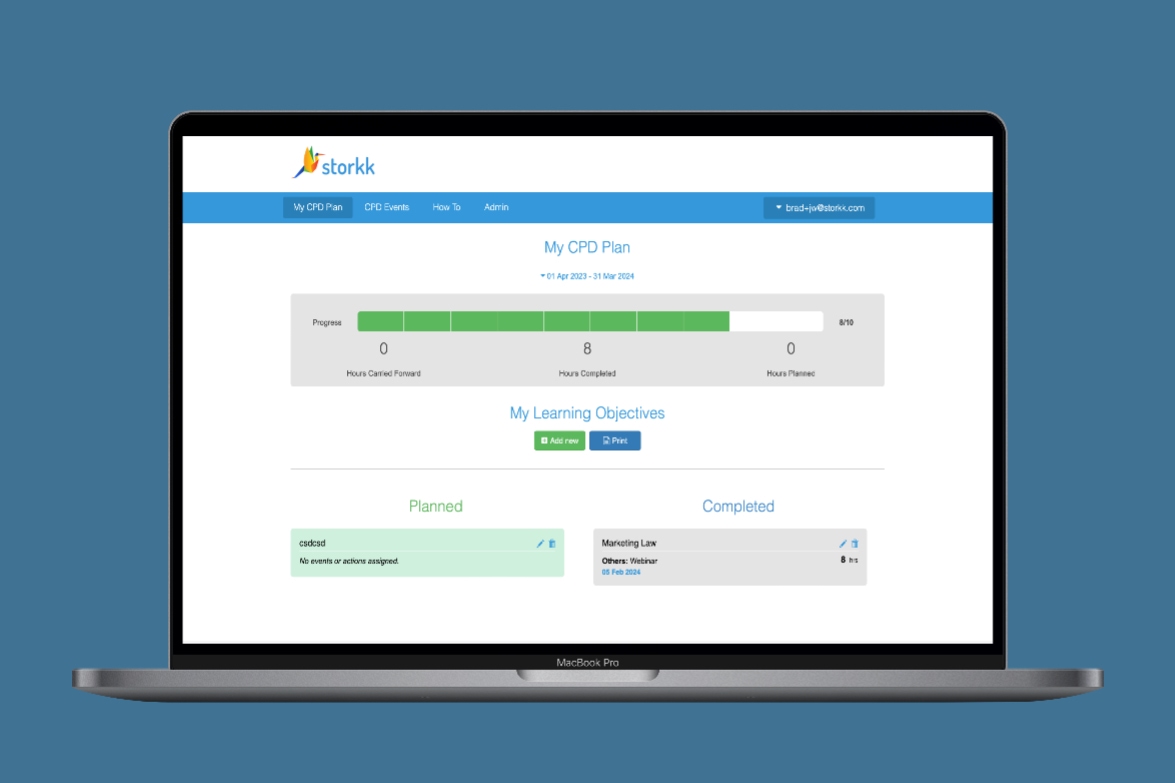 storkk
My CPD Plan CPD Events How To Admin brad+jw@storkk.com
My CPD Plan
01 Apr 2023 - 31 Mar 2024
Progress 8/10
0 8 0
Hours Carried Forward Hours Completed Hours Planned
My Learning Objectives
Add new Print
Planned Completed
csdcsd
No events or actions assigned.
Marketing Law
Others: Webinar 8 hrs
05 Feb 2024
MacBook Pro